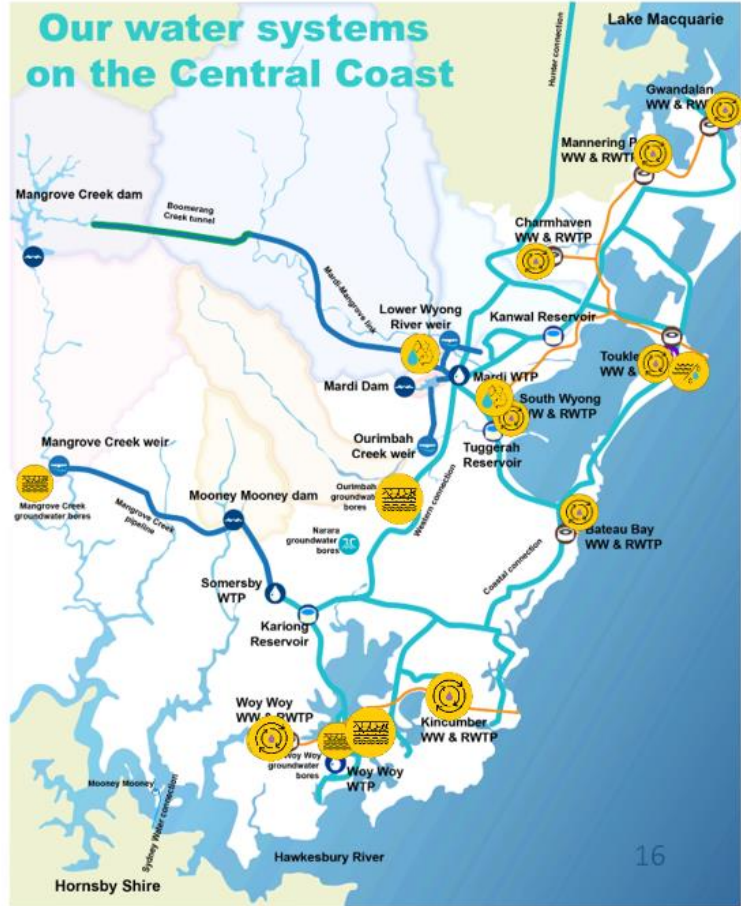 Our water systems
on the Central Coast
Lake Macquarie
Hunter connection
Gwandalan
WW &
Mannering
WW & RWTP
Mangrove Creek dam
Boomerang
Creek tunnel
Charmhaven
WW & RWTP
Mardi-Mangrove link
Lower Wyong
River weir
Kanwal Reservoir
Mardi Dam
Mardi WTP
WW &
South Wyong
WW & RWTP
Ourimbah
Creek weir
Tuggerah
Reservoir
Mangrove Creek weir
Mangrove Creek
groundwater bores
Mangrove Creek
pipeline
Mooney Mooney dam
Ourimbah
bores
Western connection
Narara
groundwater
bores
Bateau Bay
WW & RWTP
Coastal connection
Somersby
WTP
Kariong
Reservoir
Woy Woy
WW & RWTP
Kincumber
WW & RWTP
Woy Woy
groundwater
bores
Woy Woy
WTP
Mooney Mooney
Sydney Water connection
Hawkesbury River
16
Hornsby Shire